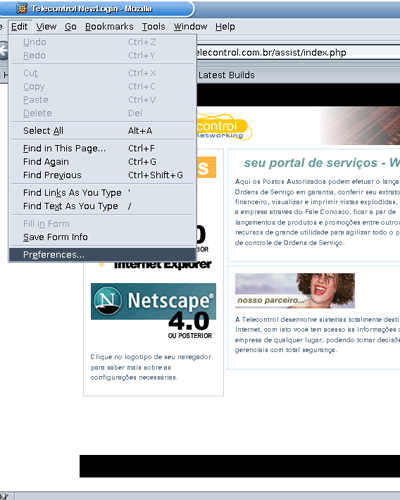 Telecontrol NewLogin - Mozilla
Edit View Go Bookmarks Tools Window Help
Undo Ctrl+Z
Redo Ctrl+Y
elecontrol.com.br/assist/index.php
Cut Ctrl+X
Latest Builds
Copy Ctrl+C
Paste Ctrl+V
Delete Del
Select All Alt+A
control
networking
Find in This Page... Ctrl+F
Find Again Ctrl+G
Find Previous Ctrl+Shift+G
Find Links As You Type '
Find Text As You Type /
Fill in Form
Save Form Info
Preferences...
seu portal de serviços - W
Aqui os Postos Autorizados podem efetuar o lança
Ordens de Serviço em garantia, conferir seu extrato
financeiro, visualizar e imprimir vistas explodidas,
a empresa através do Fale Conosco, ficar a par de
lançamentos de produtos e promoções entre outro
recursos de grande utilidade para agilizar todo o p
de controle de Ordens de Serviço.
Internet Explorer
Netscape®
4.0
OU POSTERIOR
Clique no logotipo de seu navegador
para saber mais sobre as
configurações necessárias.
nosso parceiro...
A Telecontrol desenvolve sistemas totalmente desti
Internet, com isto você tem acesso às informações d
empresa de qualquer lugar, podendo tomar decisõe
gerenciais com total segurança.